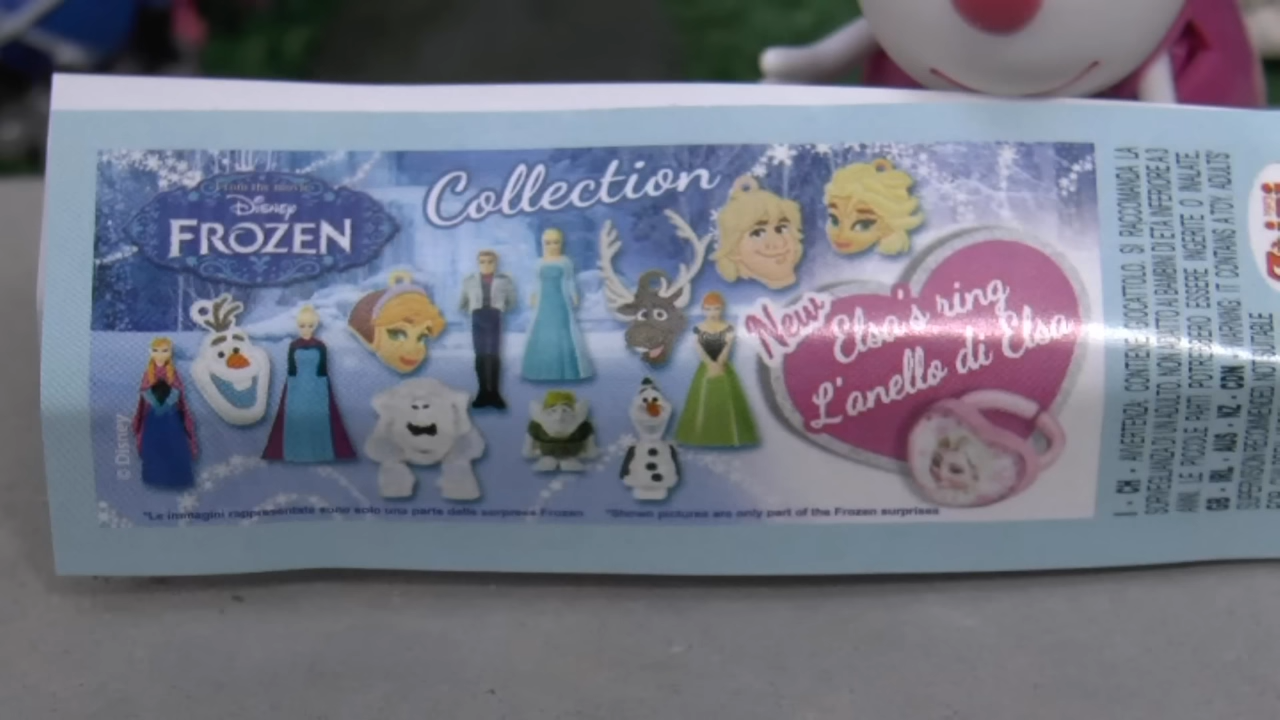 From the movie
Disney
FROZEN
Collection
New
Elsa's ring
L'anello di Elsa
© Disney
*Le immagini rappresentate sono solo una parte delle sorprese Frozen
*Shown pictures are only part of the Frozen surprises
I - CH - AVVERTENZA: CONTIENE GIOCATTOLO. SI RACCOMANDA LA
SORVEGLIANZA DI UN ADULTO. NON ADATTO AI BAMBINI DI ETÀ INFERIORE A 3
ANNI. LE PICCOLE PARTI POTREBBERO ESSERE INGERITE O INALATE.
GB - IRL - AUS - NZ - CDN WARNING: IT CONTAINS A TOY. ADULTS'
SUPERVISION RECOMMENDED. NOT SUITABLE